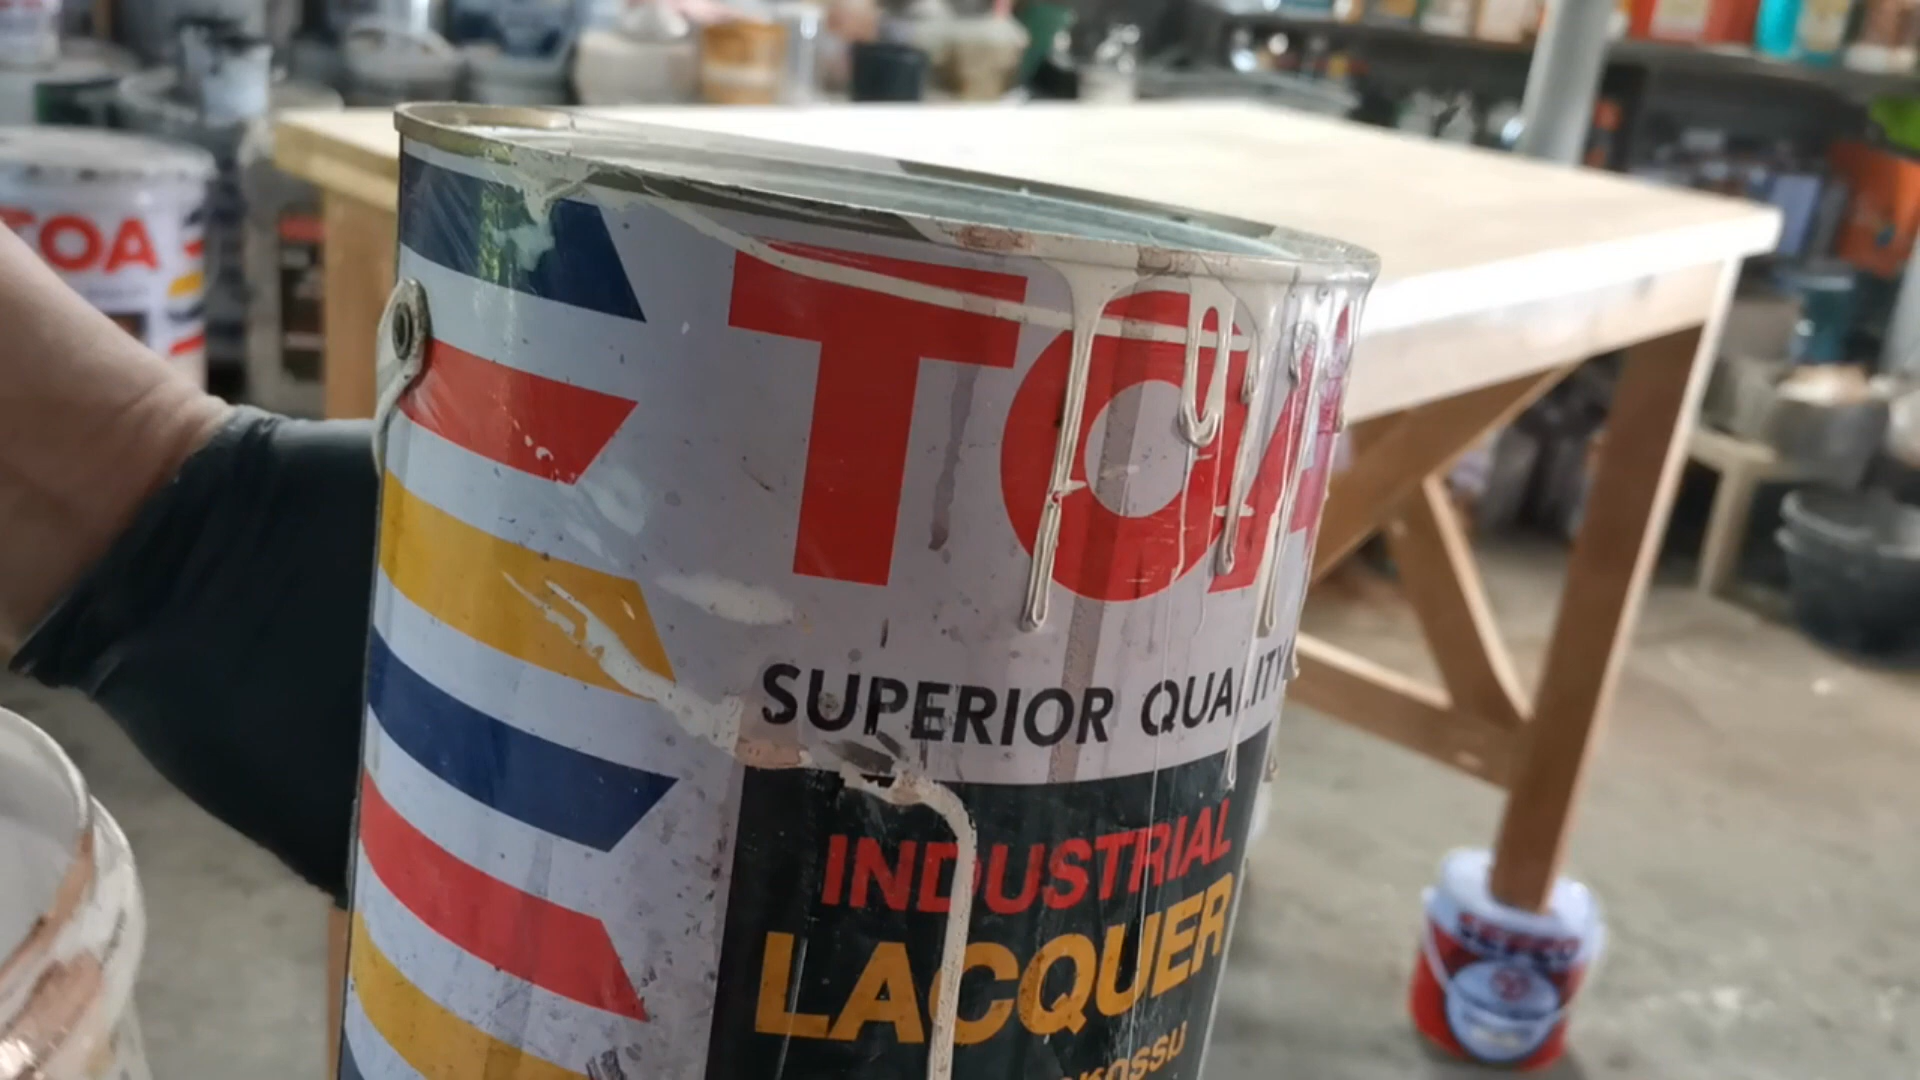 TOA
TOA
SUPERIOR QUALITY
INDUSTRIAL
LACQUER